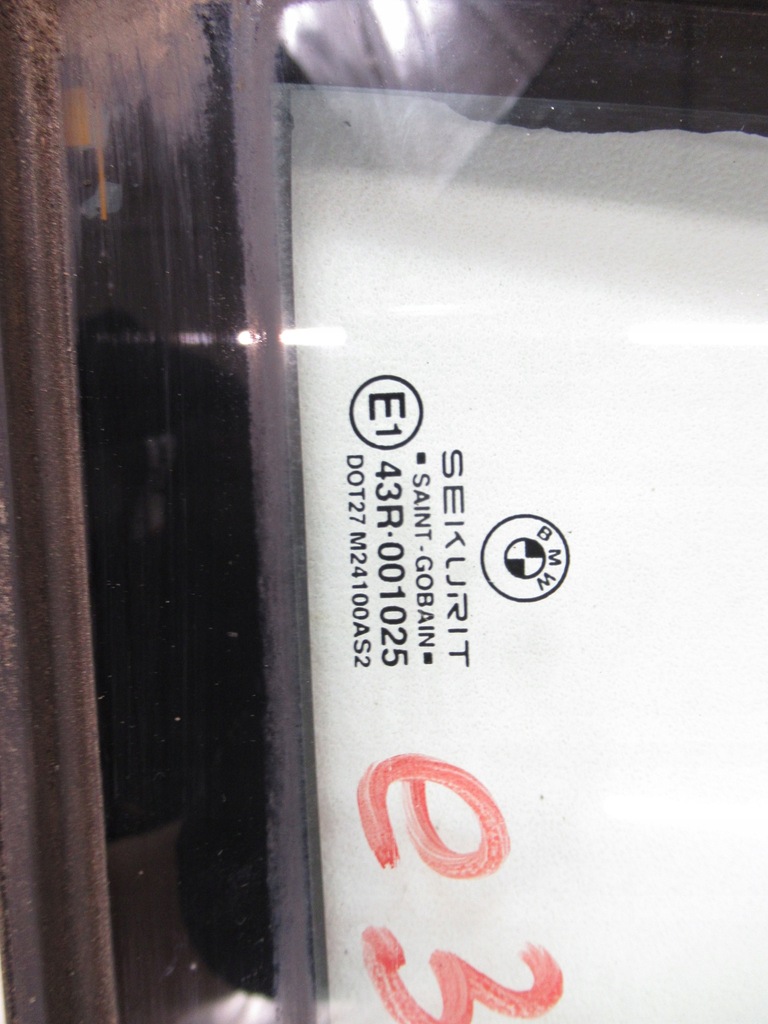 BMW
SEKURIT
▪SAINT-GOBAIN▪
E1 43R-001025
DOT27 M24100AS2
e3